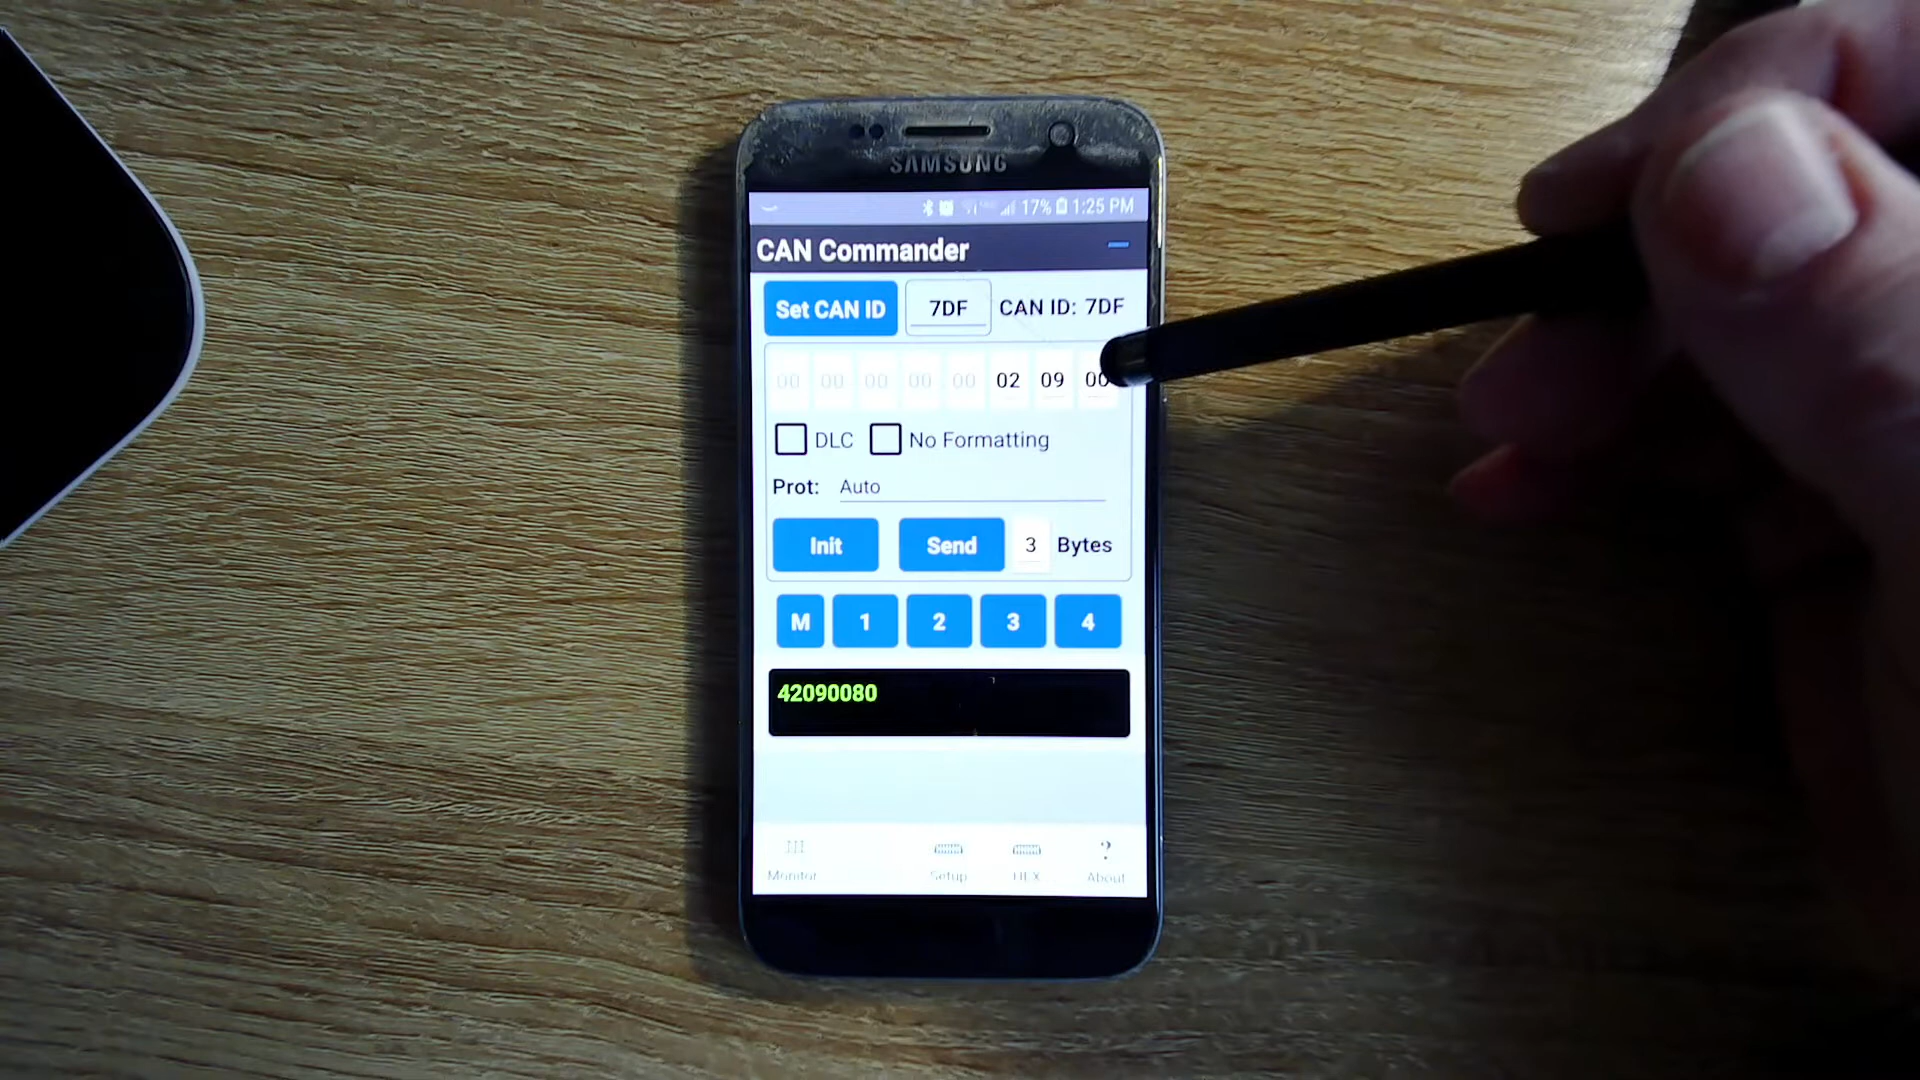 SAMSUNG
17% 1:25 PM
CAN Commander
Set CAN ID 7DF CAN ID: 7DF
00 00 00 00 00 02 09 00
DLC No Formatting
Prot: Auto
Init Send 3 Bytes
M 1 2 3 4
42090080
Monitor Setup HEX About